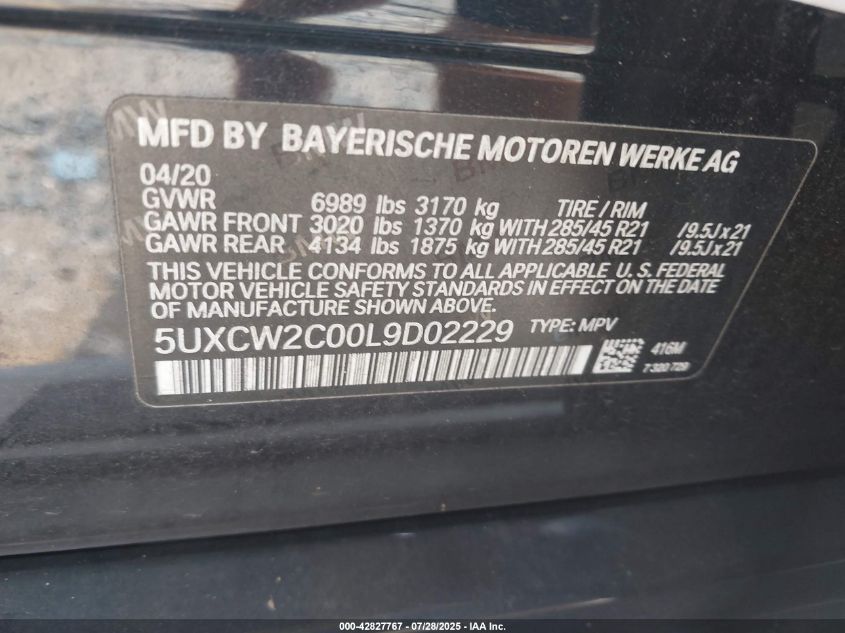 MFD BY BAYERISCHE MOTOREN WERKE AG
04/20
GVWR 6989 lbs 3170 kg TIRE / RIM
GAWR FRONT 3020 lbs 1370 kg WITH 285/45 R21 /9.5J x 21
GAWR REAR 4134 lbs 1875 kg WITH 285/45 R21 /9.5J x 21
THIS VEHICLE CONFORMS TO ALL APPLICABLE U. S. FEDERAL
MOTOR VEHICLE SAFETY STANDARDS IN EFFECT ON THE DATE
OF MANUFACTURE SHOWN ABOVE.
5UXCW2C00L9D02229 TYPE: MPV
416M
7 320 729
000-42827767 / 07/28/2025 - IAA Inc.